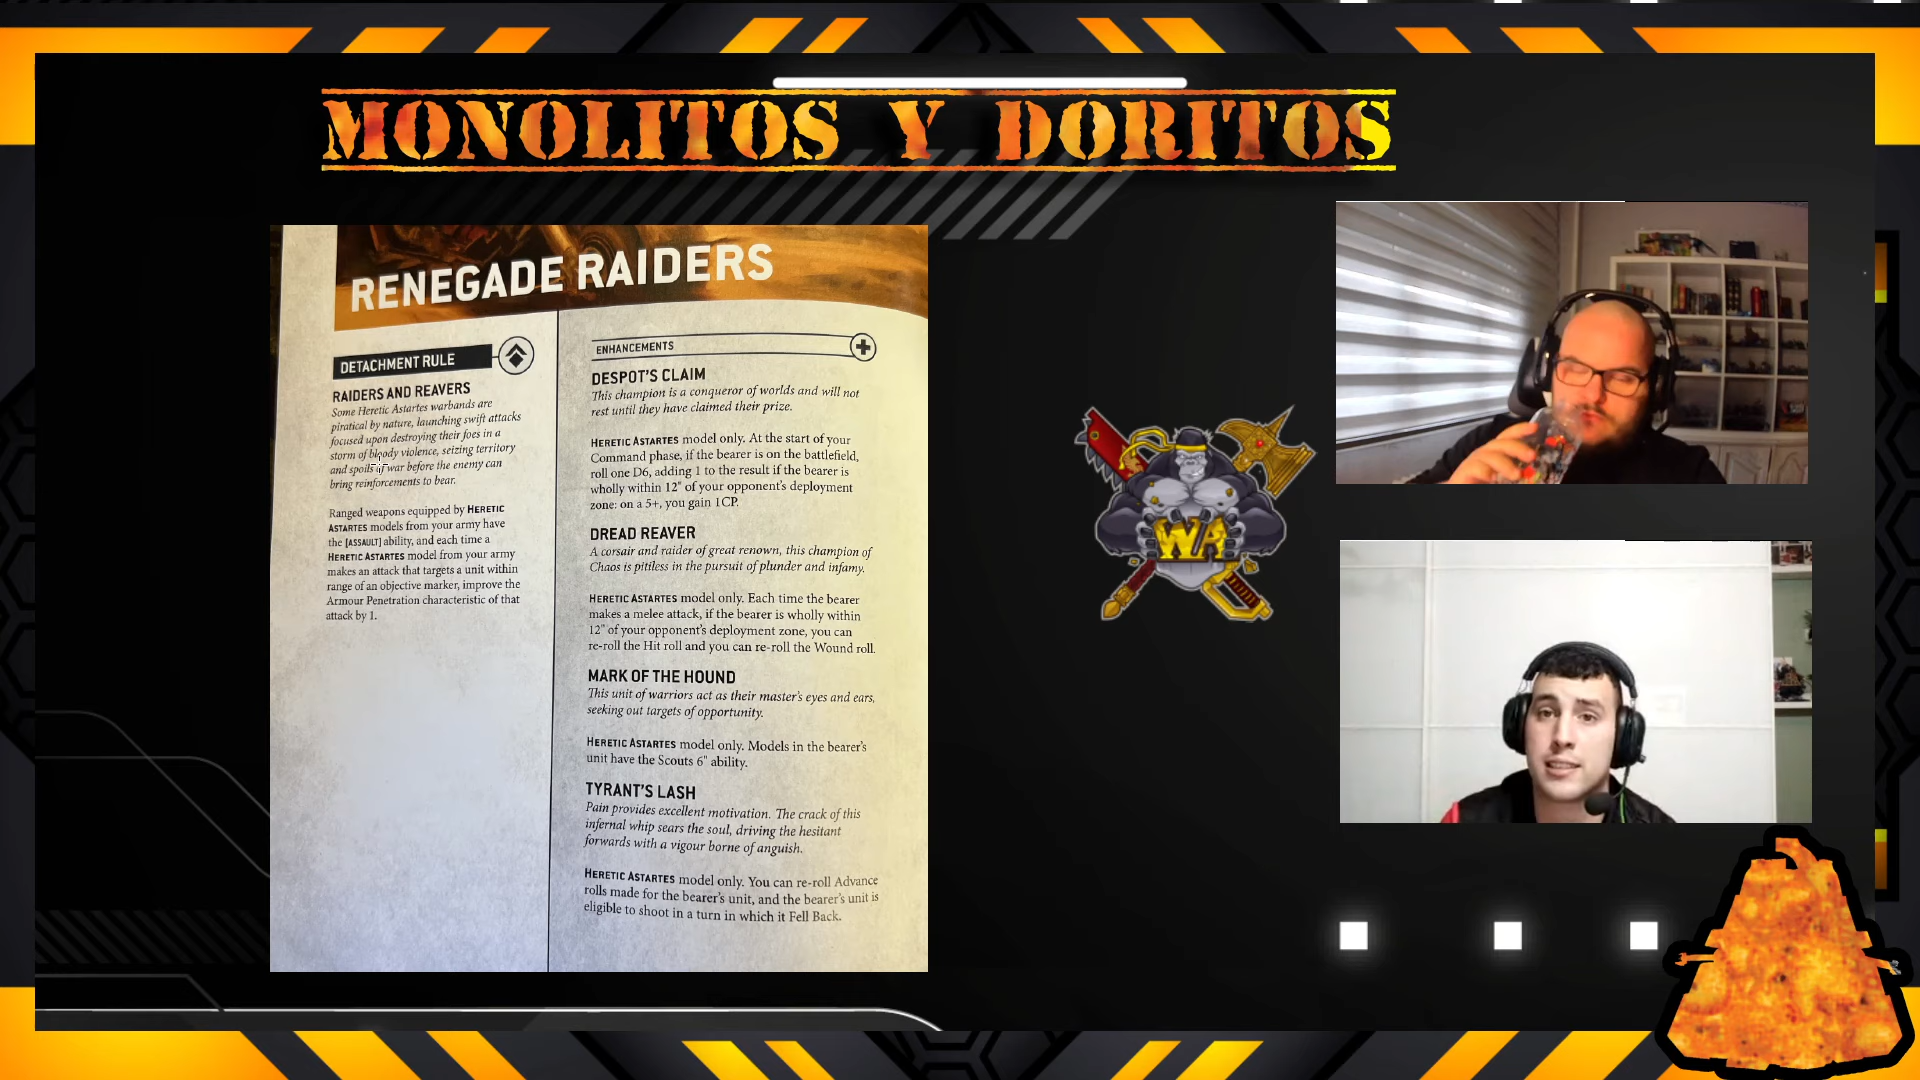 MONOLITOS Y DORITOS
RENEGADE RAIDERS
DETACHMENT RULE
RAIDERS AND REAVERS
Some Heretic Astartes warbands are
piratical by nature, launching swift attacks
focused upon destroying their foes in a
storm of bloody violence, seizing territory
and spoils of war before the enemy can
bring reinforcements to bear.
Ranged weapons equipped by HERETIC
ASTARTES models from your army have
the [ASSAULT] ability, and each time a
HERETIC ASTARTES model from your army
makes an attack that targets a unit within
range of an objective marker, improve the
Armour Penetration characteristic of that
attack by 1.
ENHANCEMENTS
DESPOT'S CLAIM
This champion is a conqueror of worlds and will not
rest until they have claimed their prize.
HERETIC ASTARTES model only. At the start of your
Command phase, if the bearer is on the battlefield,
roll one D6, adding 1 to the result if the bearer is
wholly within 12" of your opponent's deployment
zone: on a 5+, you gain 1CP.
DREAD REAVER
A corsair and raider of great renown, this champion of
Chaos is pitiless in the pursuit of plunder and infamy.
HERETIC ASTARTES model only. Each time the bearer
makes a melee attack, if the bearer is wholly within
12" of your opponent's deployment zone, you can
re-roll the Hit roll and you can re-roll the Wound roll.
MARK OF THE HOUND
This unit of warriors act as their master's eyes and ears,
seeking out targets of opportunity.
HERETIC ASTARTES model only. Models in the bearer's
unit have the Scouts 6" ability.
TYRANT'S LASH
Pain provides excellent motivation. The crack of this
infernal whip sears the soul, driving the hesitant
forwards with a vigour borne of anguish.
HERETIC ASTARTES model only. You can re-roll Advance
rolls made for the bearer's unit, and the bearer's unit is
eligible to shoot in a turn in which it Fell Back.
WA